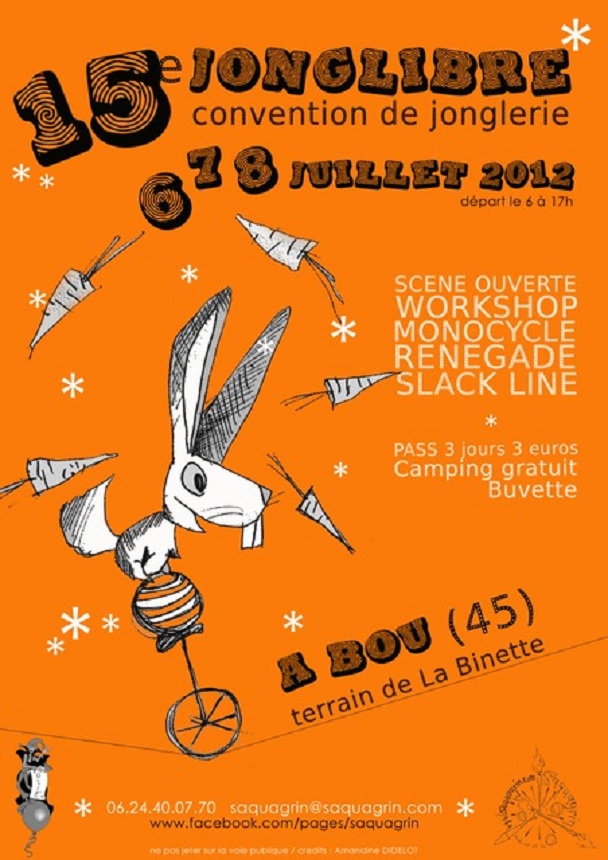 15e JONGLIBRE
convention de jonglerie
6 7 8 JUILLET 2012
départ le 6 à 17h
SCENE OUVERTE
WORKSHOP
MONOCYCLE
RENEGADE
SLACK LINE
*
PASS 3 jours 3 euros
Camping gratuit
Buvette
A BOU (45)
terrain de La Binette
* 06.24.40.07.70 saquagrin@saquagrin.com *
www.facebook.com/pages/saquagrin
ne pas jeter sur la voie publique / credits : Amandine DIDELOT